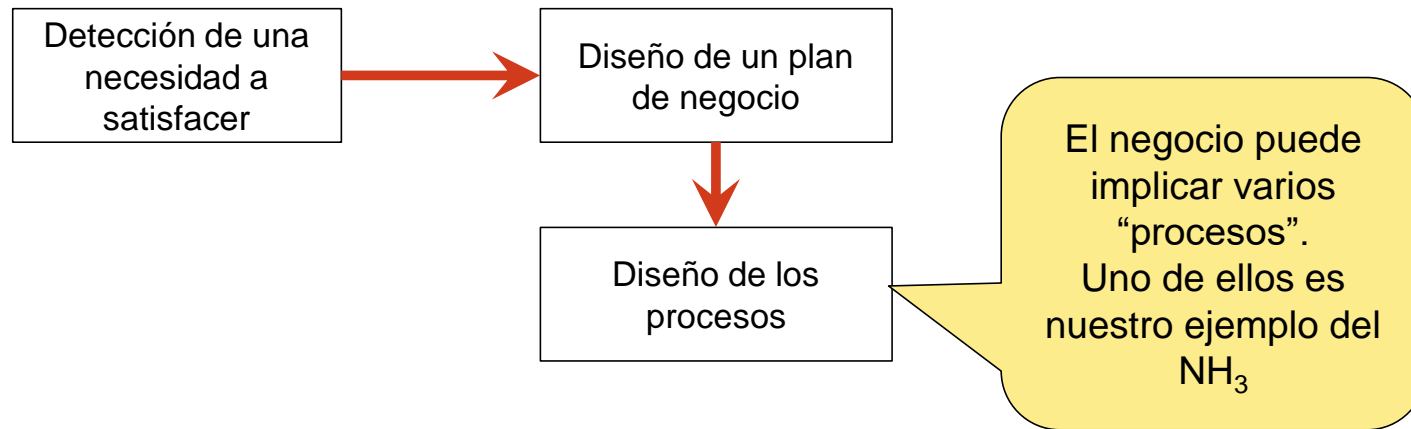 Detección de una
necesidad a
satisfacer
Diseño de un plan
de negocio
Diseño de los
procesos
El negocio puede
implicar varios
“procesos”.
Uno de ellos es
nuestro ejemplo del
NH₃